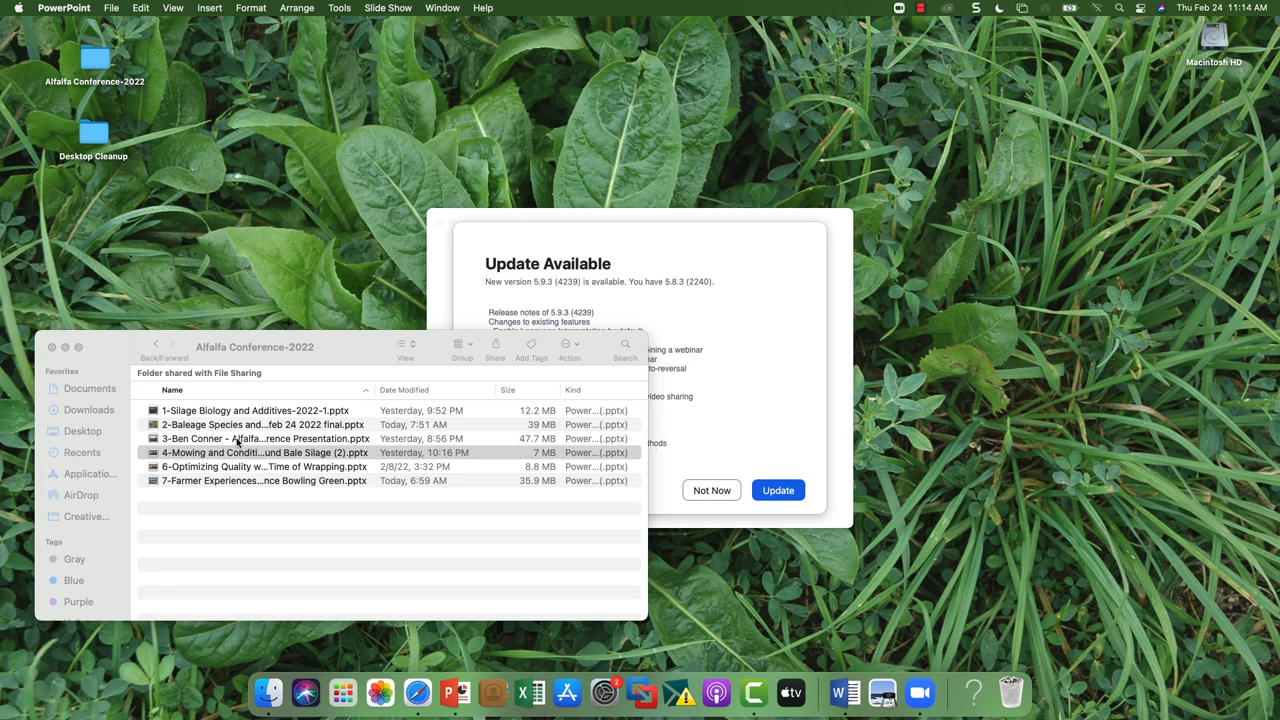 PowerPoint File Edit View Insert Format Arrange Tools Slide Show Window Help
Thu Feb 24 11:14 AM
Alfalfa Conference-2022
Desktop Cleanup
Macintosh HD
Update Available
New version 5.9.3 (4239) is available. You have 5.8.3 (2240).
Release notes of 5.9.3 (4239)
Changes to existing features
ining a webinar
ar
to-reversal
video sharing
hods
Not Now Update
Alfalfa Conference-2022
Back/Forward View Group Share Add Tags Action Search
Folder shared with File Sharing
Name Date Modified Size Kind
1-Silage Biology and Additives-2022-1.pptx Yesterday, 9:52 PM 12.2 MB Power...(.pptx)
2-Baleage Species and...feb 24 2022 final.pptx Today, 7:51 AM 39 MB Power...(.pptx)
3-Ben Conner - Alfalfa...rence Presentation.pptx Yesterday, 8:56 PM 47.7 MB Power...(.pptx)
4-Mowing and Conditi...und Bale Silage (2).pptx Yesterday, 10:16 PM 7 MB Power...(.pptx)
6-Optimizing Quality w...Time of Wrapping.pptx 2/8/22, 3:32 PM 8.8 MB Power...(.pptx)
7-Farmer Experiences...nce Bowling Green.pptx Today, 6:59 AM 35.9 MB Power...(.pptx)
Favorites
Documents
Downloads
Desktop
Recents
Applicatio...
AirDrop
Creative...
Tags
Gray
Blue
Purple
2
tv